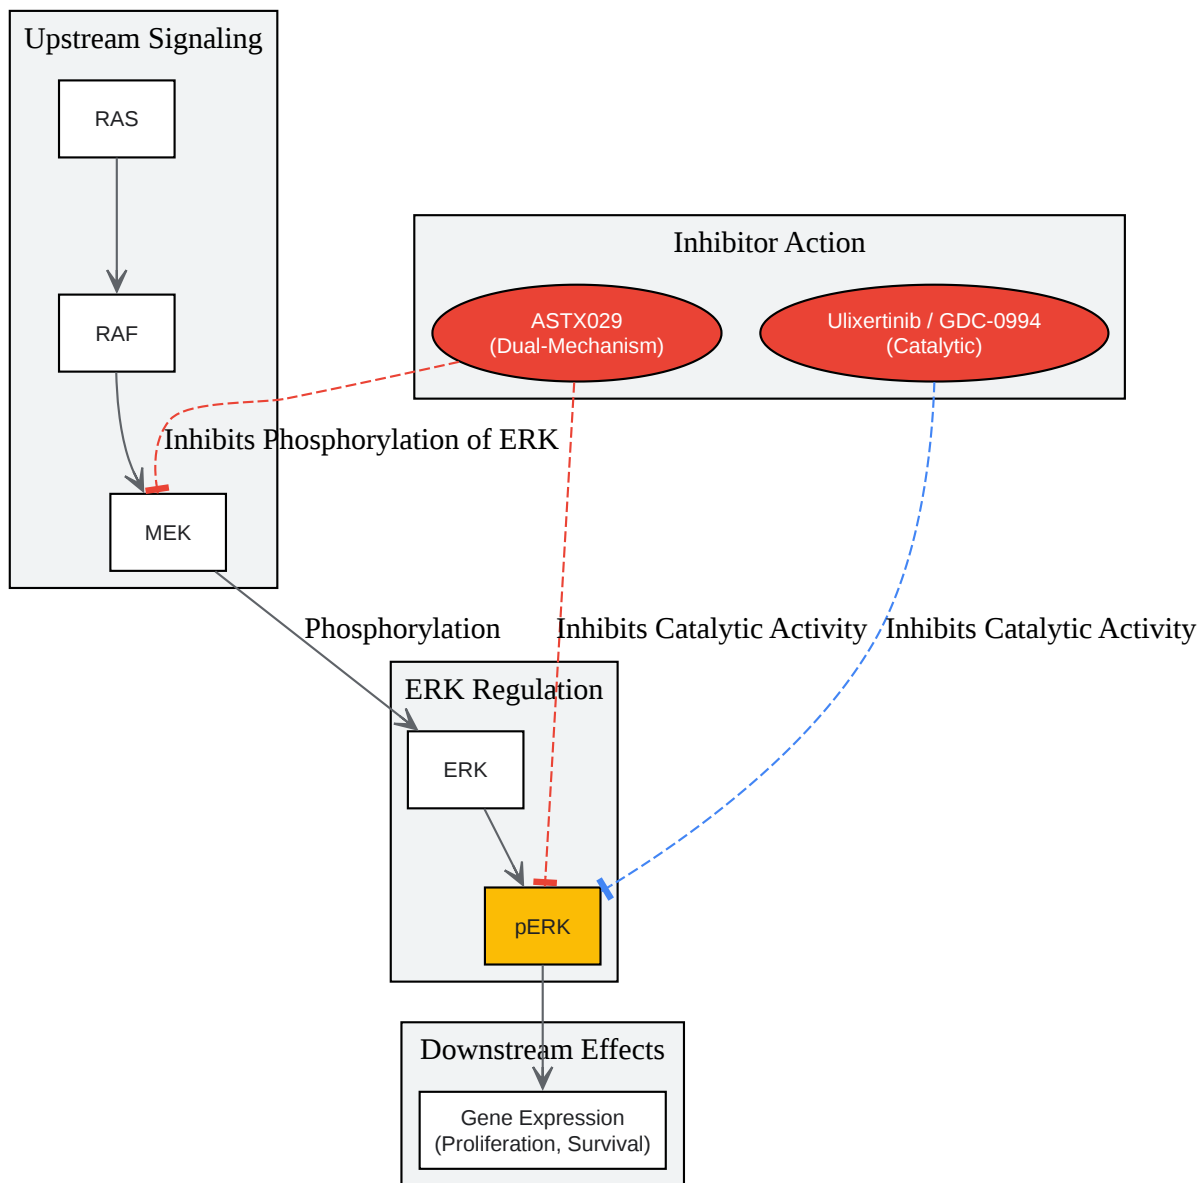 Upstream Signaling
RAS
RAF
MEK
Inhibitor Action
ASTX029
(Dual-Mechanism)
Ulixertinib / GDC-0994
(Catalytic)
Inhibits Phosphorylation of ERK
Phosphorylation
Inhibits Catalytic Activity
Inhibits Catalytic Activity
ERK Regulation
ERK
pERK
Downstream Effects
Gene Expression
(Proliferation, Survival)